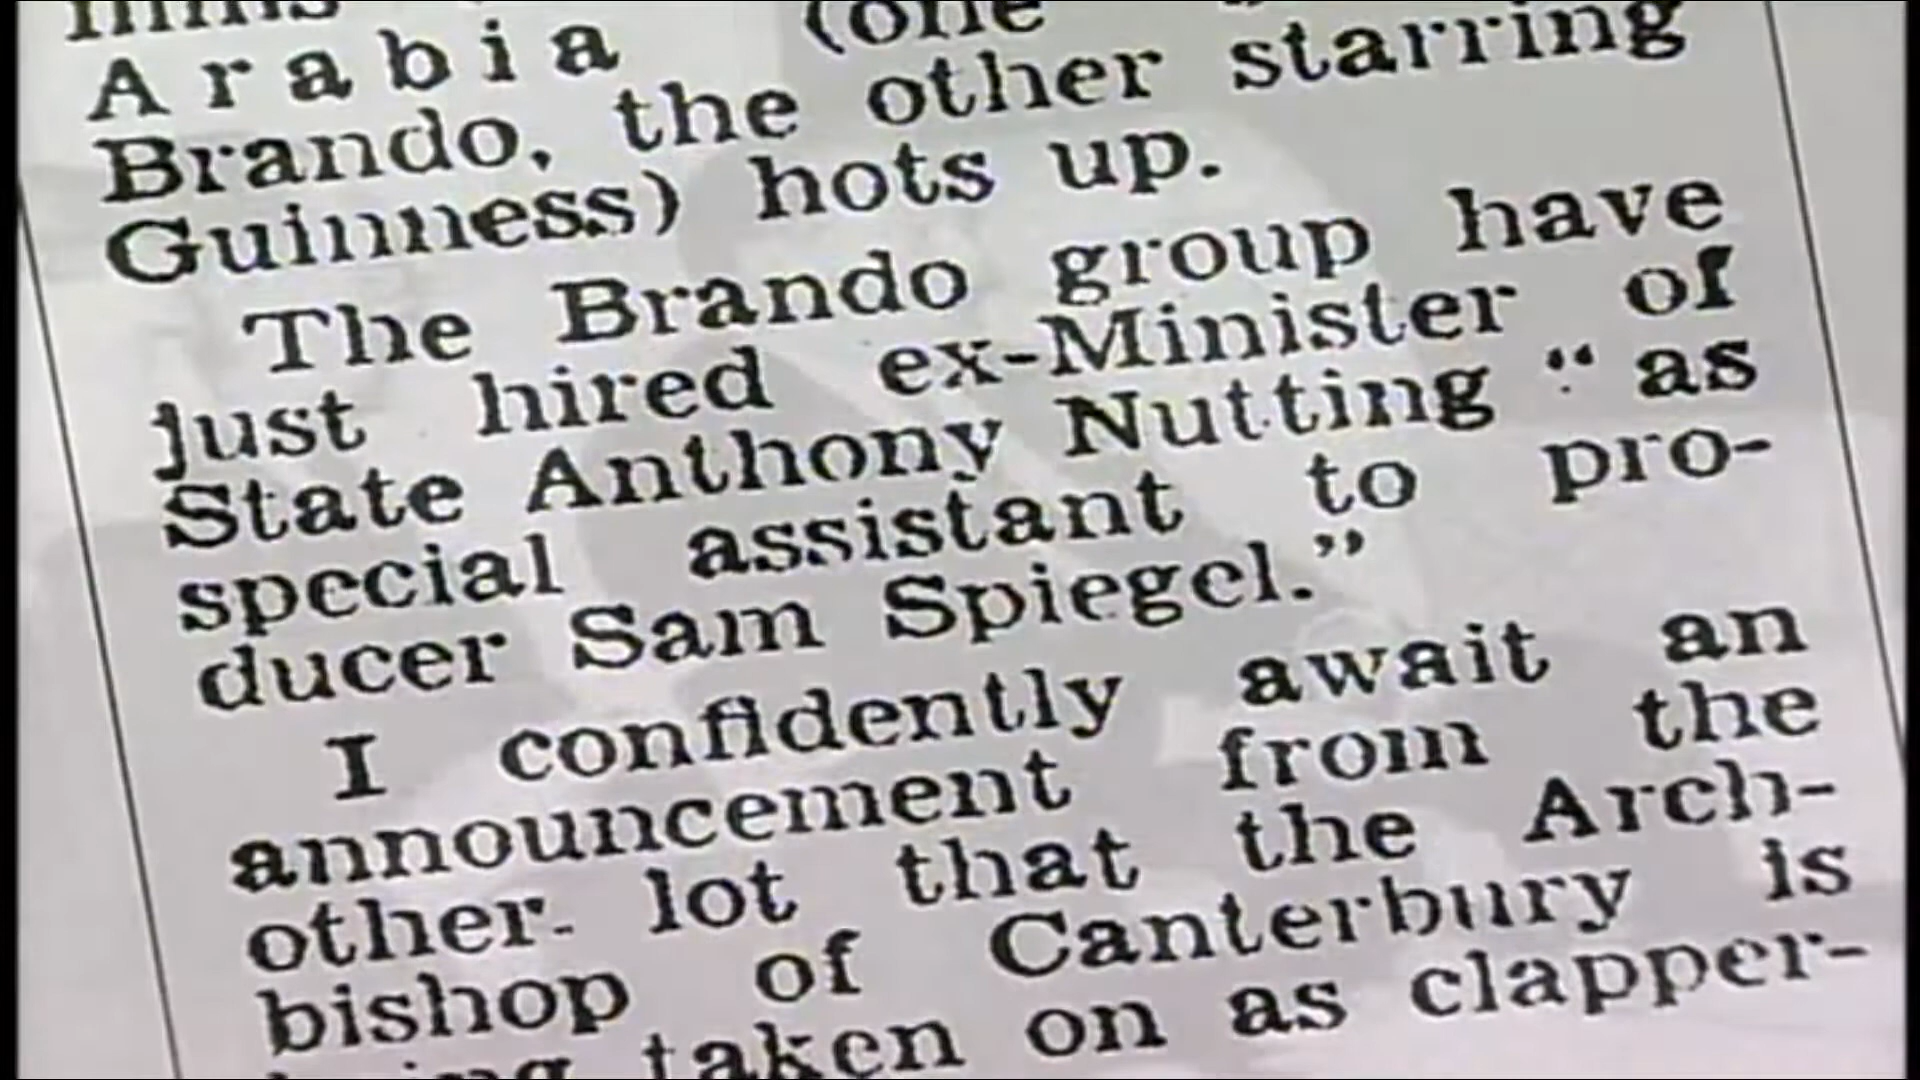 Arabia (one
Brando, the other starring
Guinness) hots up.
The Brando group have
just hired ex-Minister of
State Anthony Nutting "as
special assistant to pro-
ducer Sam Spiegel."
I confidently await an
announcement from the
other lot that the Arch-
bishop of Canterbury is
taken on as clapper-